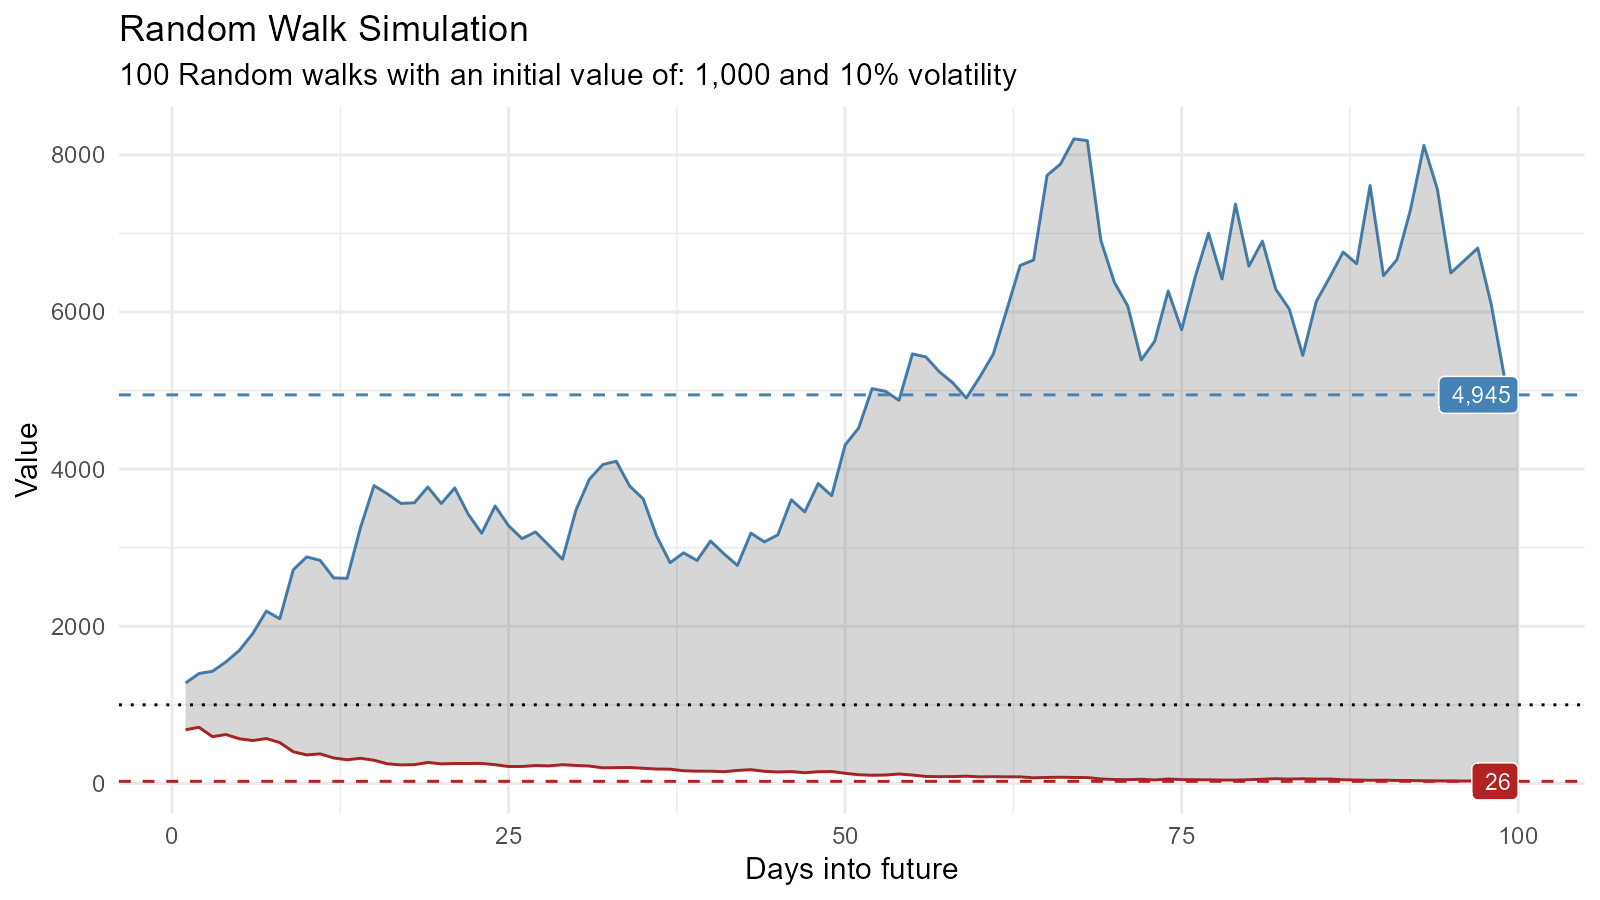 Random Walk Simulation
100 Random walks with an initial value of: 1,000 and 10% volatility
Value
8000
6000
4000
2000
0
4,945
26
0 25 50 75 100
Days into future